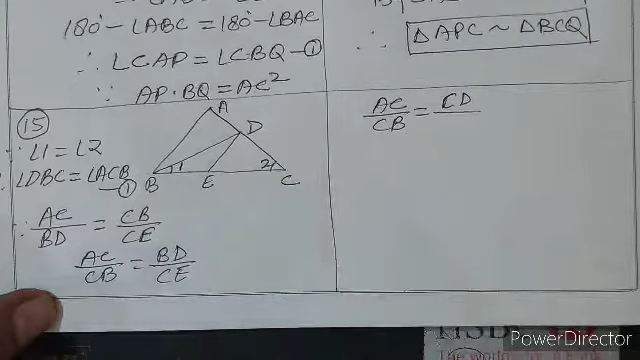 180° - ∠ABC = 180° - ∠BAC
∴ ∠CAP = ∠CBQ - ①
∵ AP·BQ = AC²
∴ ΔAPC ~ ΔBCQ
⑮
∵ ∠1 = ∠2
∠DBC = ∠ACB
- ①
A
D
1
2
B
E
C
∵ AC/BD = CB/CE
AC/CB = BD/CE
AC/CB = CD
PowerDirector